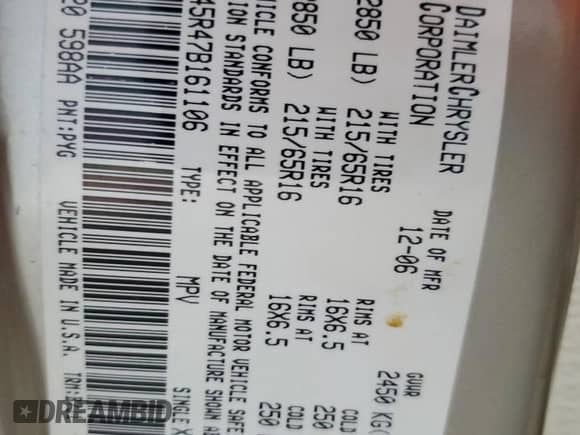 DAIMLERCHRYSLER DATE OF MFR GVWR
CORPORATION 12-06 2450 KG(
WITH TIRES RIMS AT COLD
2850 LB) 215/65R16 16X6.5 250
WITH TIRES RIMS AT COLD
2850 LB) 215/65R16 16X6.5 250
ICLE CONFORMS TO ALL APPLICABLE FEDERAL MOTOR VEHICLE SAFE
ION STANDARDS IN EFFECT ON THE DATE OF MANUFACTURE SHOWN AB
45R47B161106 TYPE: MPV SINGLE X
20 598AA PNT:PYG VEHICLE MADE IN U.S.A. TRM:
DREAMBID